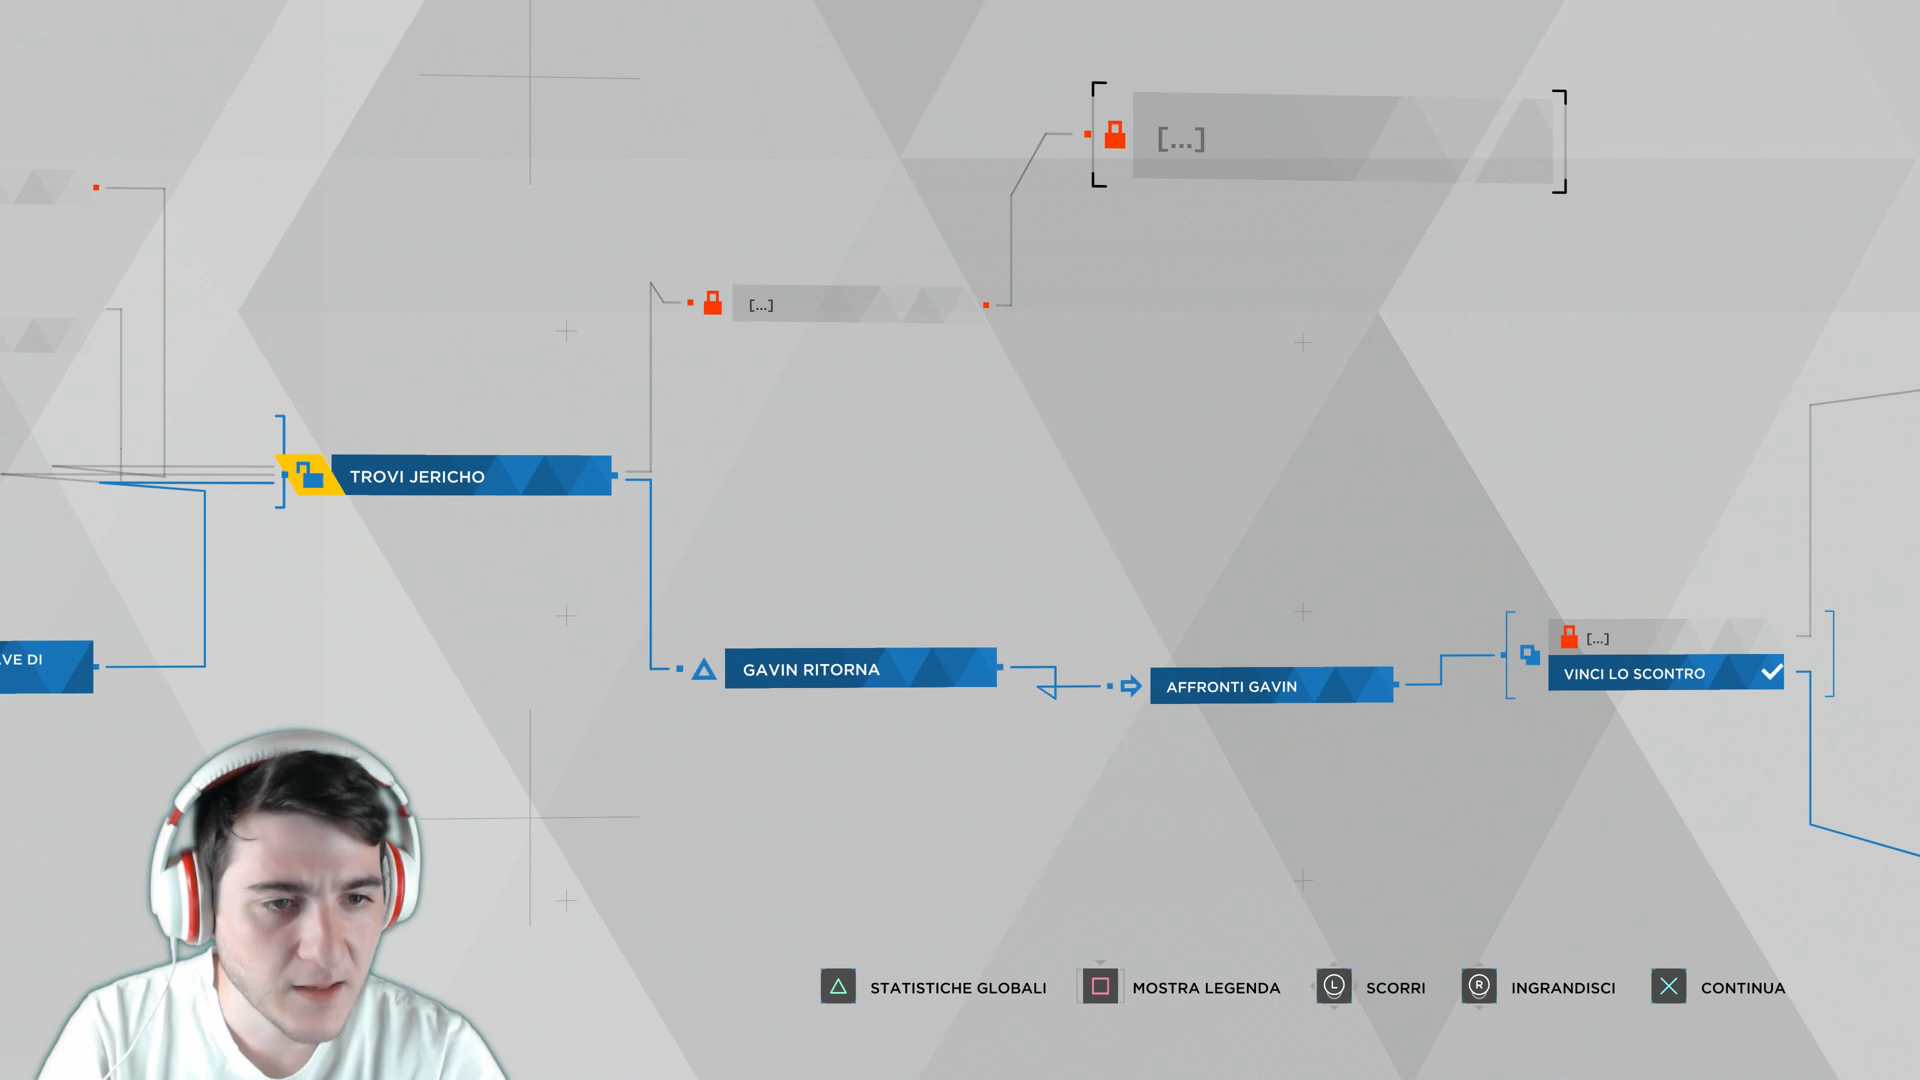 [...]
[...]
TROVI JERICHO
[...]
VE DI
GAVIN RITORNA
AFFRONTI GAVIN
VINCI LO SCONTRO
STATISTICHE GLOBALI
MOSTRA LEGENDA
L
SCORRI
R
INGRANDISCI
CONTINUA